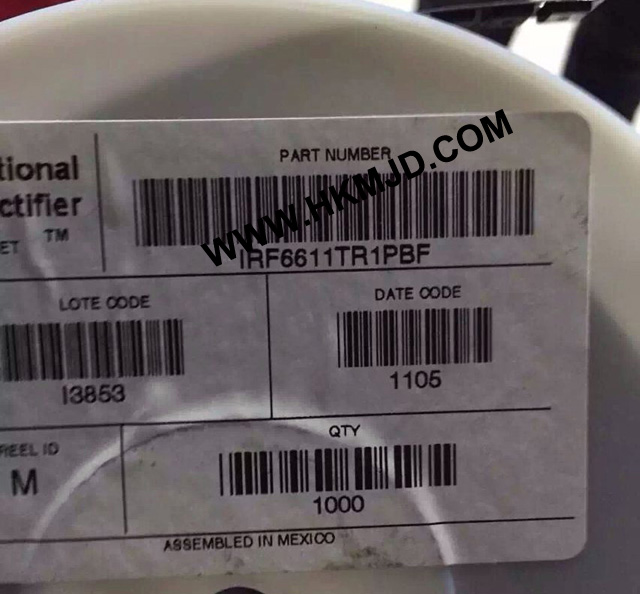 tional
ctifier
ET TM
PART NUMBER
IRF6611TR1PBF
WWW.HKMJD.COM
LOTE CODE
I3853
DATE CODE
1105
REEL ID
M
QTY
1000
ASSEMBLED IN MEXICO